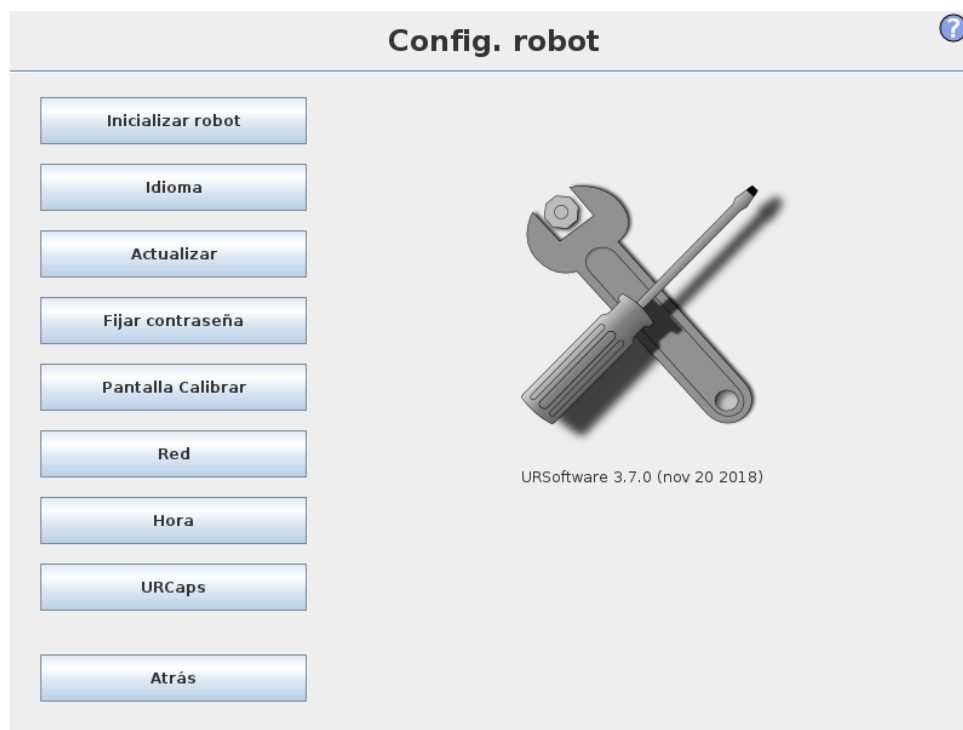 Config. robot
?
Inicializar robot
Idioma
Actualizar
Fijar contraseña
Pantalla Calibrar
Red
Hora
URCaps
Atrás
URSoftware 3.7.0 (nov 20 2018)